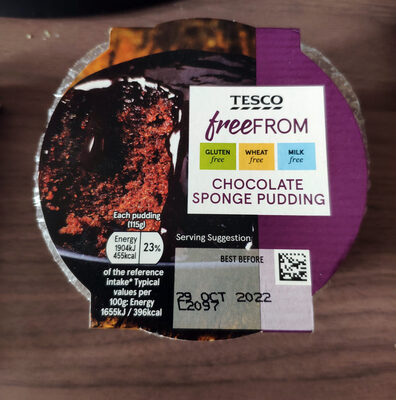 TESCO
freeFROM
GLUTEN free
WHEAT free
MILK free
CHOCOLATE
SPONGE PUDDING
Each pudding
(115g)
Energy
1904kJ
455kcal
23%
of the reference
intake* Typical
values per
100g: Energy
1655kJ / 396kcal
Serving Suggestion
BEST BEFORE
29 OCT 2022
L2097